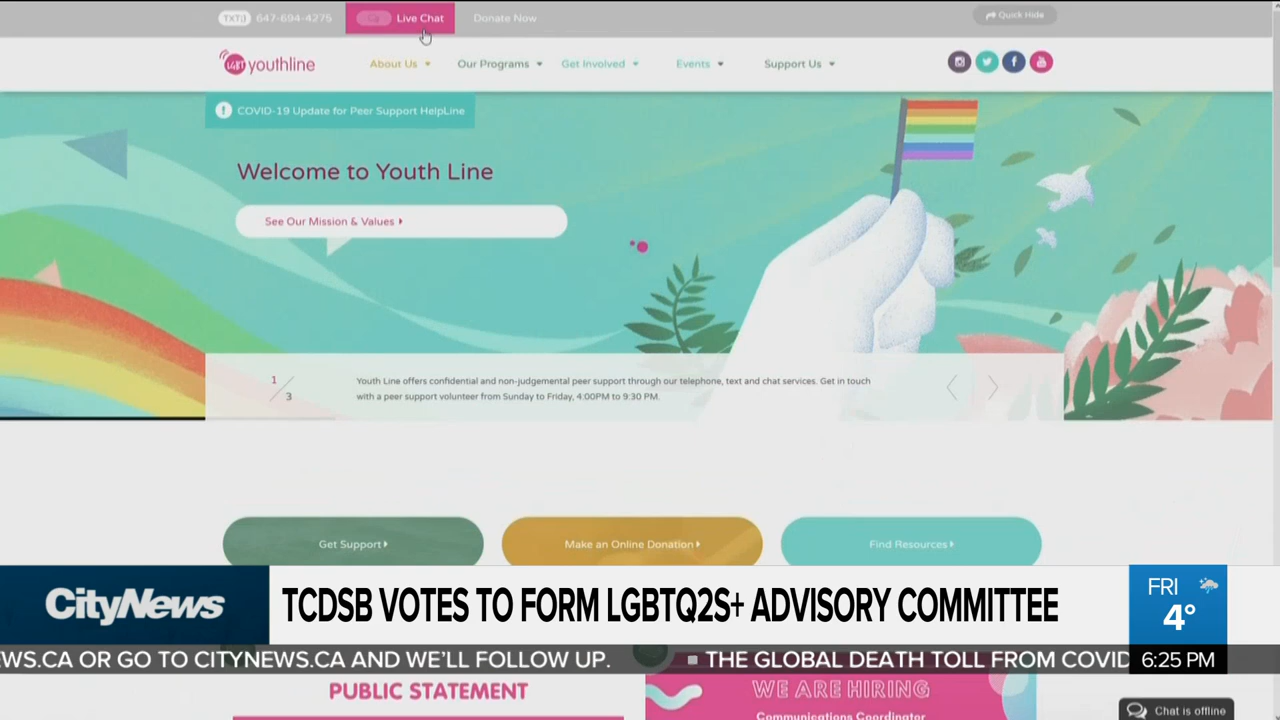 TXT 647-694-4275
Live Chat
Donate Now
Quick Hide
LGBT youthline
About Us
Our Programs
Get Involved
Events
Support Us
COVID-19 Update for Peer Support HelpLine
Welcome to Youth Line
See Our Mission & Values
1
3
Youth Line offers confidential and non-judgemental peer support through our telephone, text and chat services. Get in touch
with a peer support volunteer from Sunday to Friday, 4:00PM to 9:30 PM.
Get Support
Make an Online Donation
Find Resources
CityNews
TCDSB VOTES TO FORM LGBTQ2S+ ADVISORY COMMITTEE
FRI
4°
WS.CA OR GO TO CITYNEWS.CA AND WE'LL FOLLOW UP. THE GLOBAL DEATH TOLL FROM COVID
6:25 PM
PUBLIC STATEMENT
WE ARE HIRING
Communications Coordinator
Chat is offline